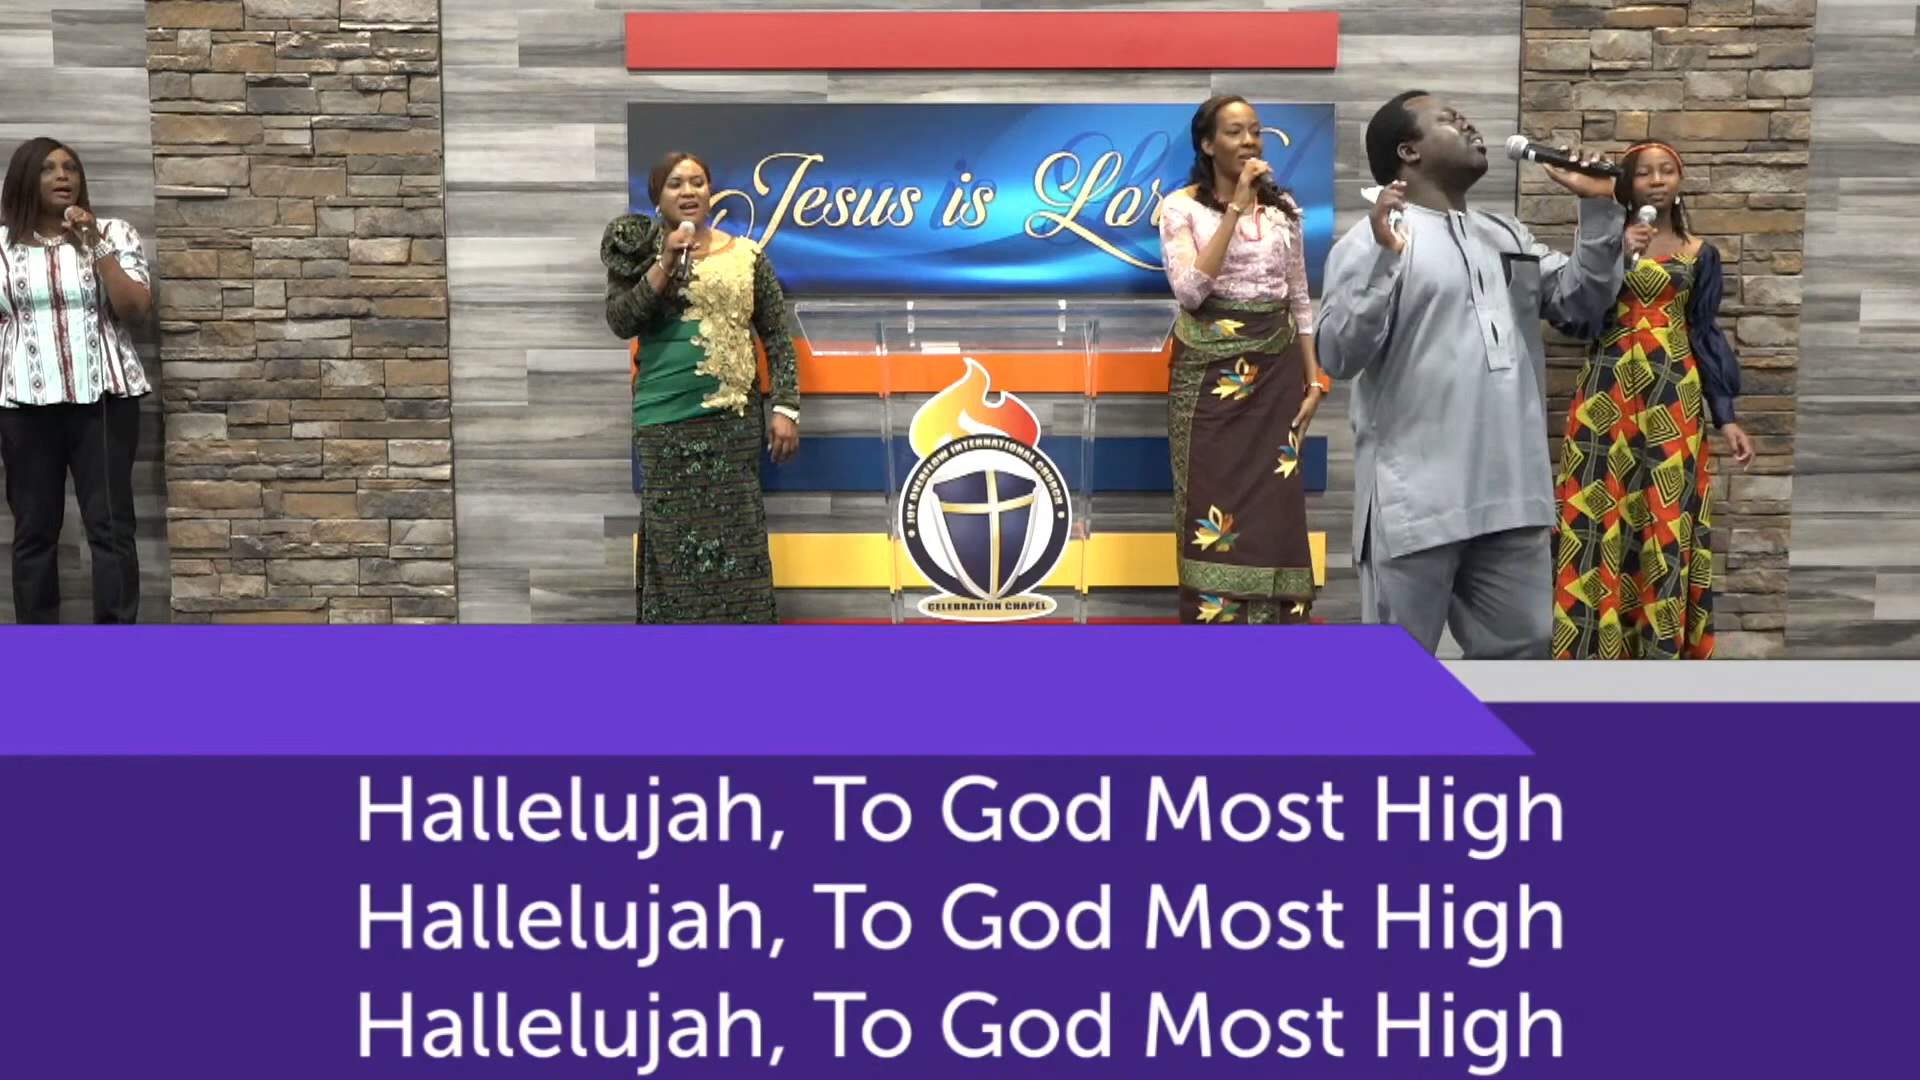 Jesus is Lor
JOY OVERFLOW INTERNATIONAL CHURCH
CELEBRATION CHAPEL
Hallelujah, To God Most High
Hallelujah, To God Most High
Hallelujah, To God Most High